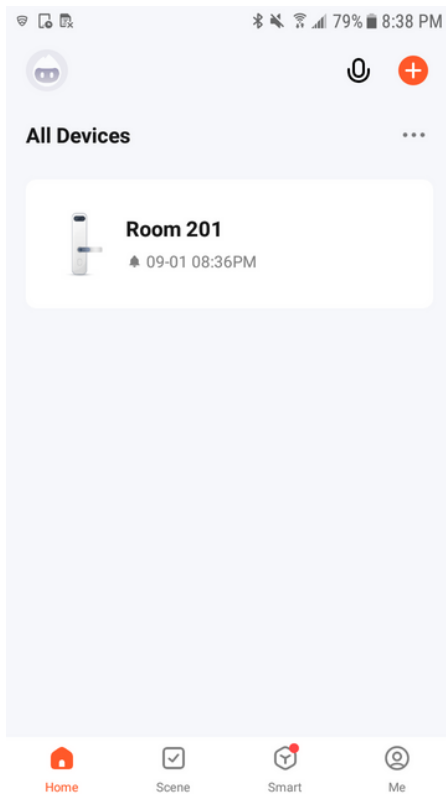 79% 8:38 PM
All Devices
Room 201
09-01 08:36PM
Home Scene Smart Me